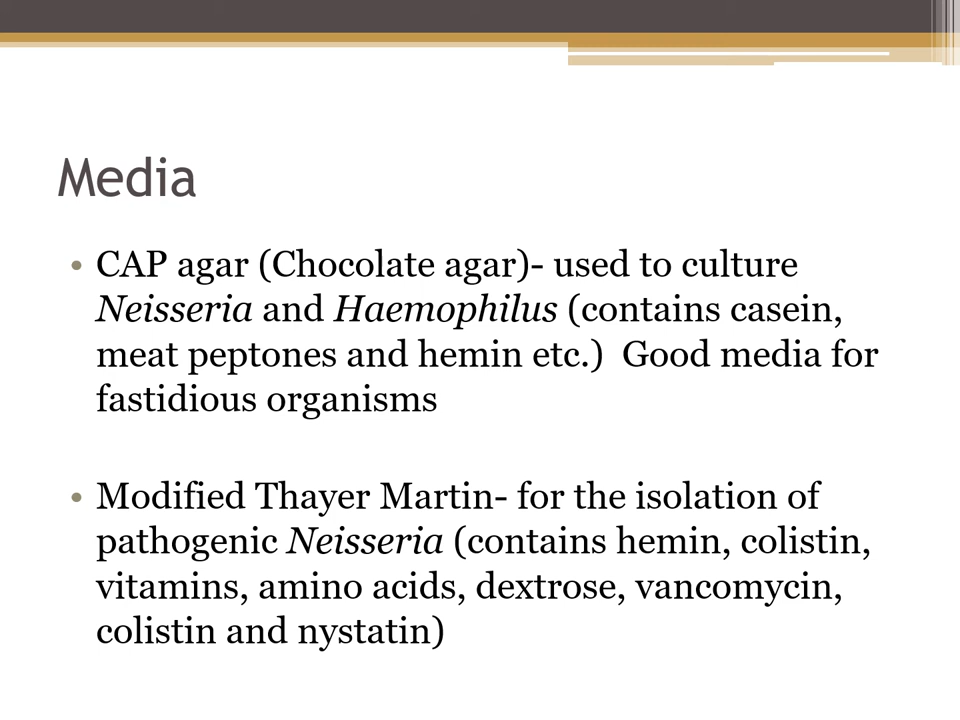 Media
• CAP agar (Chocolate agar)- used to culture
Neisseria and Haemophilus (contains casein,
meat peptones and hemin etc.)  Good media for
fastidious organisms
• Modified Thayer Martin- for the isolation of
pathogenic Neisseria (contains hemin, colistin,
vitamins, amino acids, dextrose, vancomycin,
colistin and nystatin)